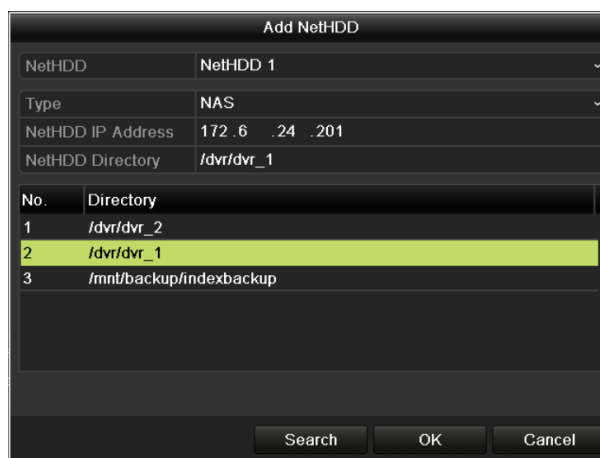 Add NetHDD
NetHDD NetHDD 1
Type NAS
NetHDD IP Address 172 .6 .24 .201
NetHDD Directory /dvr/dvr_1
No. Directory
1 /dvr/dvr_2
2 /dvr/dvr_1
3 /mnt/backup/indexbackup
Search OK Cancel